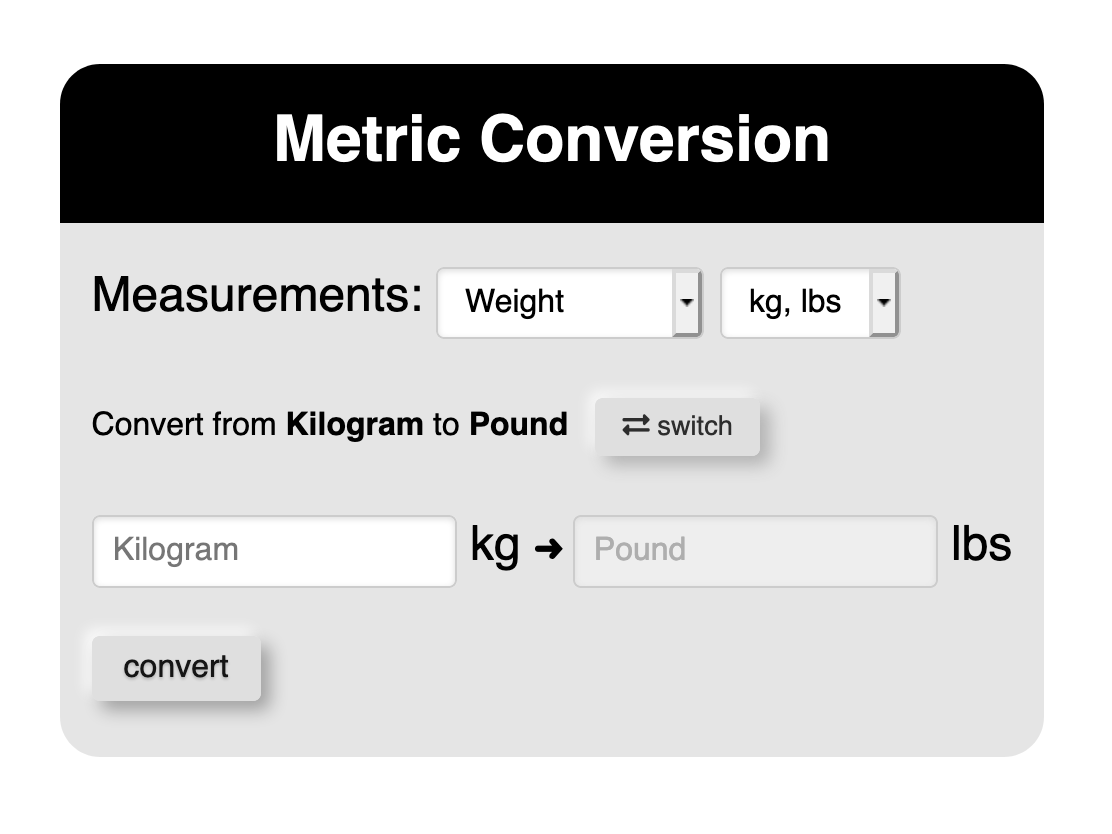 Metric Conversion
Measurements: Weight kg, lbs
Convert from Kilogram to Pound switch
Kilogram kg ➜ Pound lbs
convert